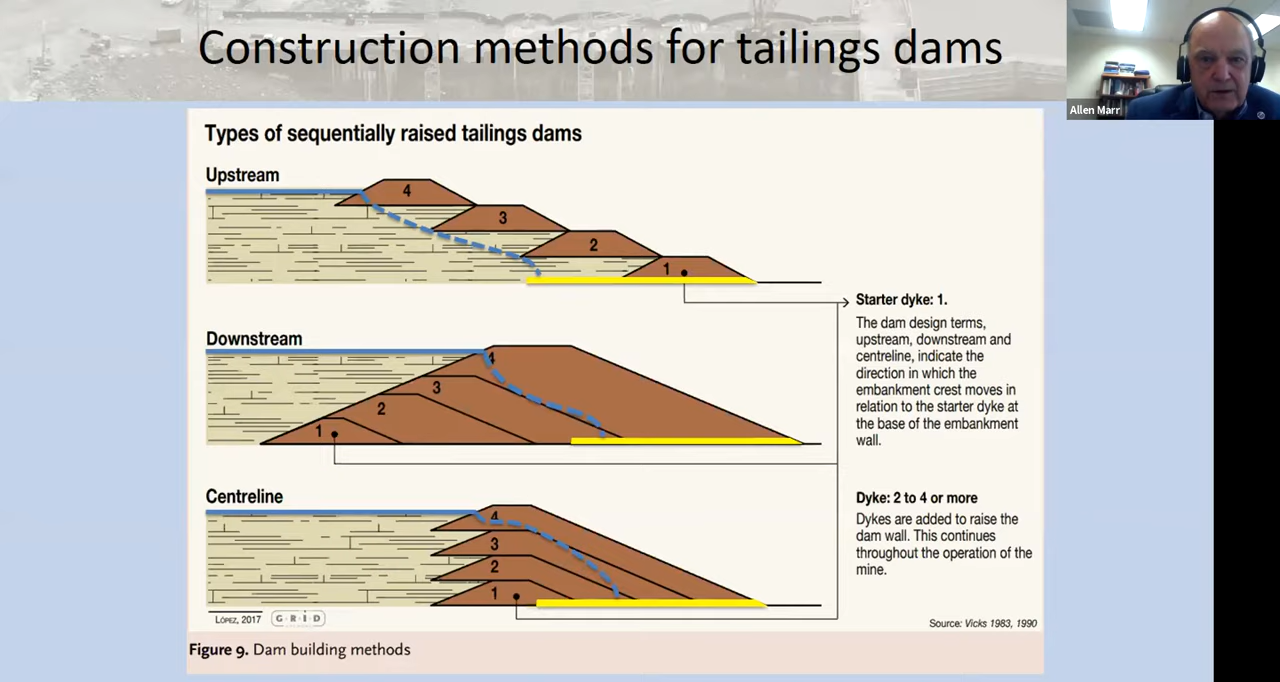 Construction methods for tailings dams
Allen Marr
Types of sequentially raised tailings dams
Upstream
4
3
2
1
Starter dyke: 1.
The dam design terms,
upstream, downstream and
centreline, indicate the
direction in which the
embankment crest moves in
relation to the starter dyke at
the base of the embankment
wall.
Downstream
4
3
2
1
Centreline
4
3
2
1
Dyke: 2 to 4 or more
Dykes are added to raise the
dam wall. This continues
throughout the operation of the
mine.
López, 2017
G R I D
Source: Vicks 1983, 1990
Figure 9. Dam building methods